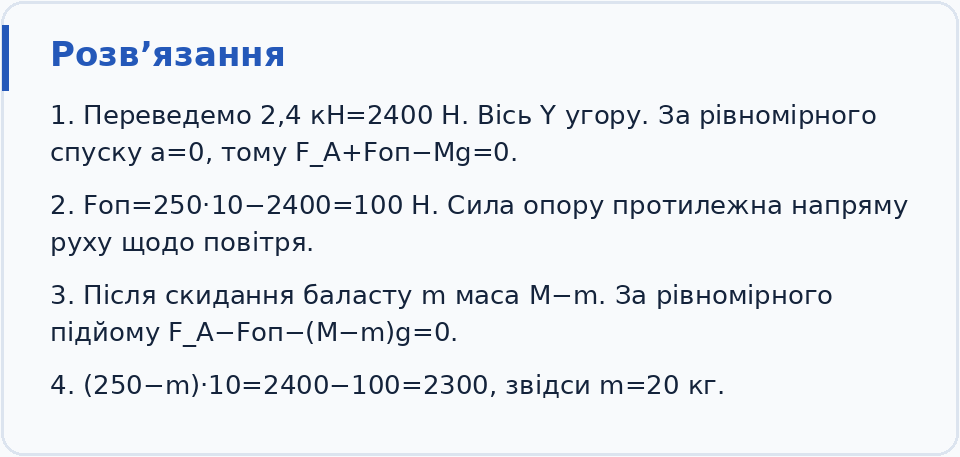 Розв’язання
1. Переведемо 2,4 кН=2400 Н. Вісь Y угору. За рівномірного
спуску a=0, тому F_A+Fоп−Mg=0.
2. Fоп=250·10−2400=100 Н. Сила опору протилежна напряму
руху щодо повітря.
3. Після скидання баласту m маса M−m. За рівномірного
підйому F_A−Fоп−(M−m)g=0.
4. (250−m)·10=2400−100=2300, звідси m=20 кг.